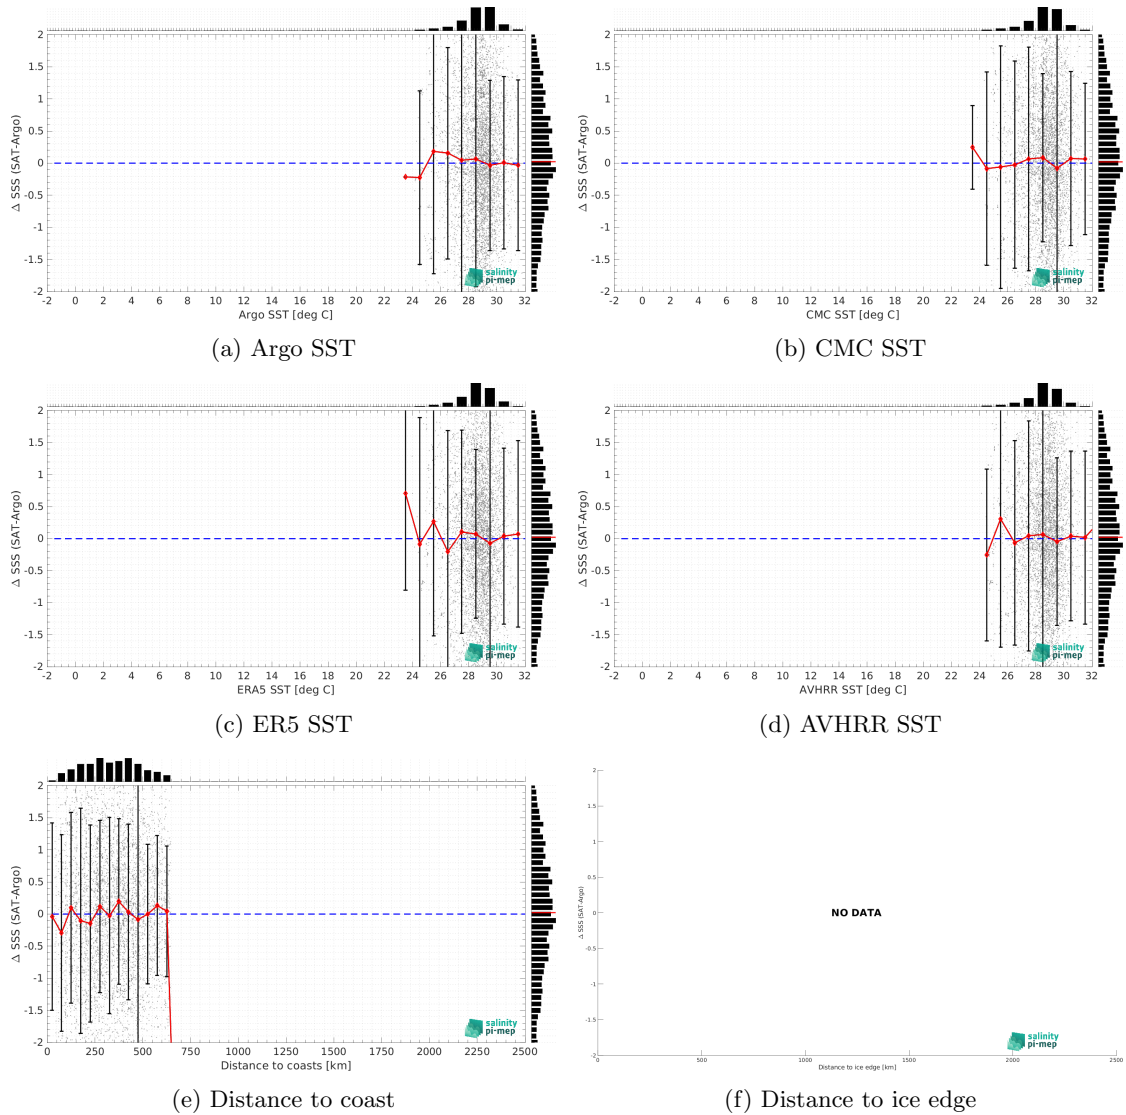 2
1.5
1
0.5
0
-0.5
-1
-1.5
-2
Δ SSS (SAT-Argo)
-2 0 2 4 6 8 10 12 14 16 18 20 22 24 26 28 30 32
Argo SST [deg C]
salinity
pi-mep
(a) Argo SST
2
1.5
1
0.5
0
-0.5
-1
-1.5
-2
Δ SSS (SAT-Argo)
-2 0 2 4 6 8 10 12 14 16 18 20 22 24 26 28 30 32
CMC SST [deg C]
salinity
pi-mep
(b) CMC SST
2
1.5
1
0.5
0
-0.5
-1
-1.5
-2
Δ SSS (SAT-Argo)
-2 0 2 4 6 8 10 12 14 16 18 20 22 24 26 28 30 32
ERA5 SST [deg C]
salinity
pi-mep
(c) ER5 SST
2
1.5
1
0.5
0
-0.5
-1
-1.5
-2
Δ SSS (SAT-Argo)
-2 0 2 4 6 8 10 12 14 16 18 20 22 24 26 28 30 32
AVHRR SST [deg C]
salinity
pi-mep
(d) AVHRR SST
2
1.5
1
0.5
0
-0.5
-1
-1.5
-2
Δ SSS (SAT-Argo)
0 250 500 750 1000 1250 1500 1750 2000 2250 2500
Distance to coasts [km]
salinity
pi-mep
(e) Distance to coast
2
1.5
1
0.5
0
-0.5
-1
-1.5
-2
Δ SSS (SAT-Argo)
NO DATA
0 500 1000 1500 2000 2500
Distance to ice edge [km]
salinity
pi-mep
(f) Distance to ice edge